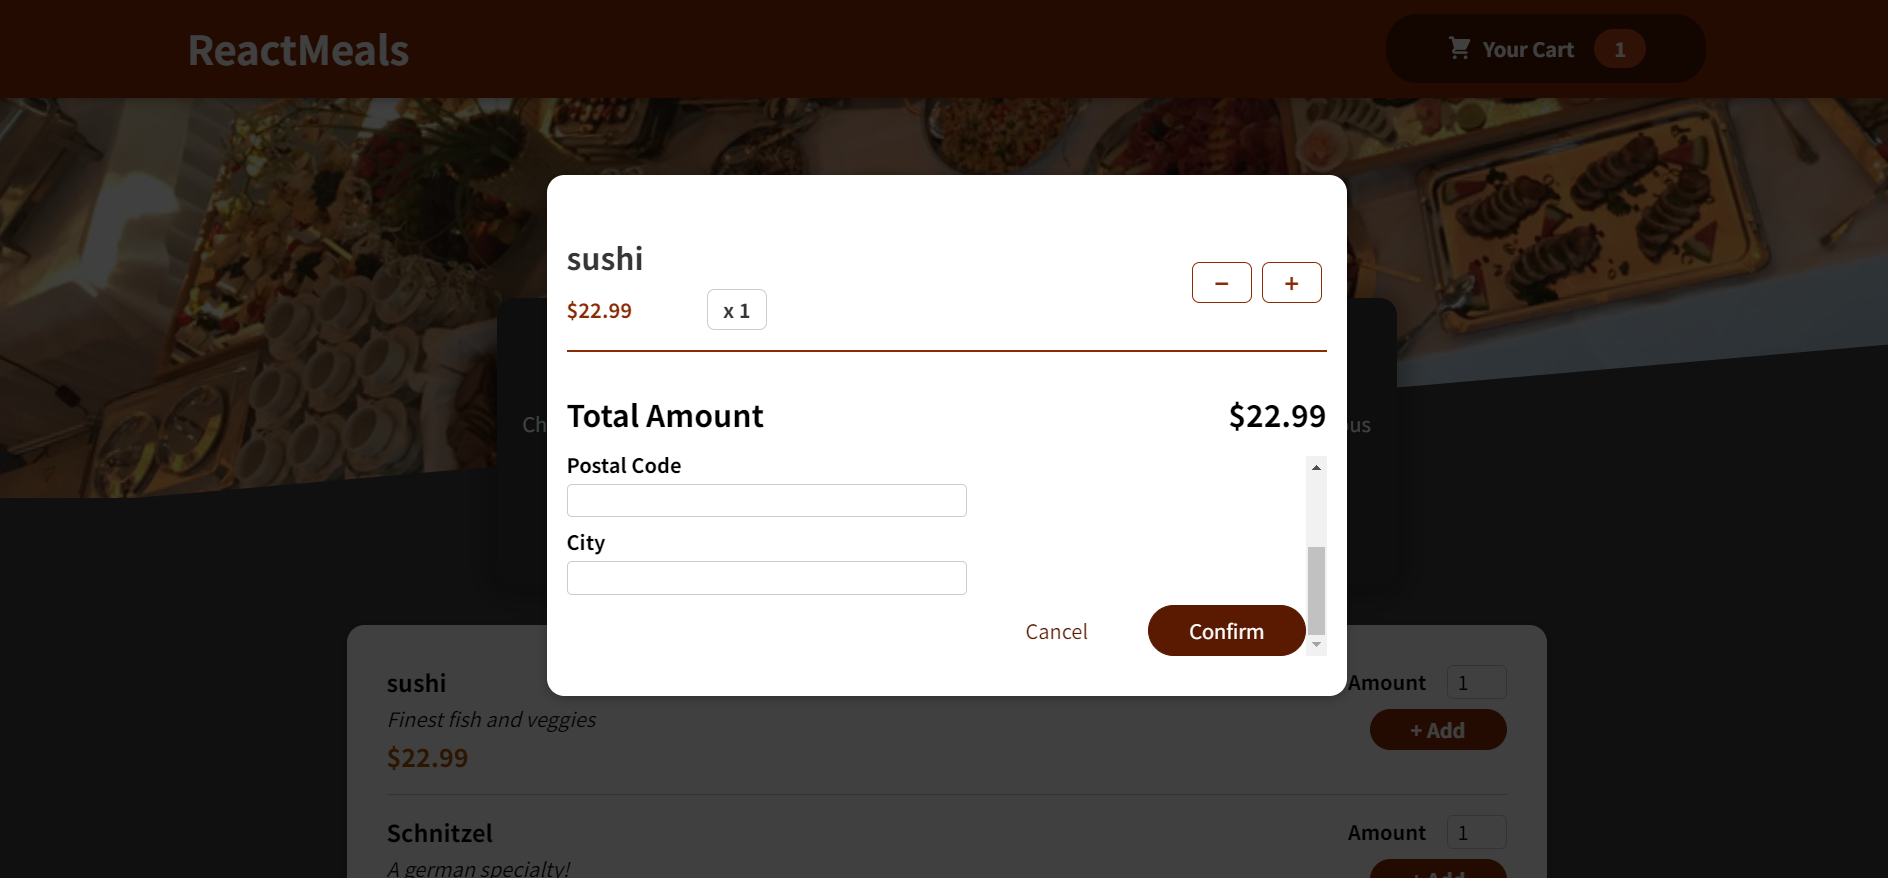 ReactMeals
Your Cart 1
sushi
− +
$22.99 x 1
Total Amount $22.99
Postal Code
City
Cancel Confirm
sushi Amount 1
Finest fish and veggies + Add
$22.99
Schnitzel Amount 1
A german specialty! + Add